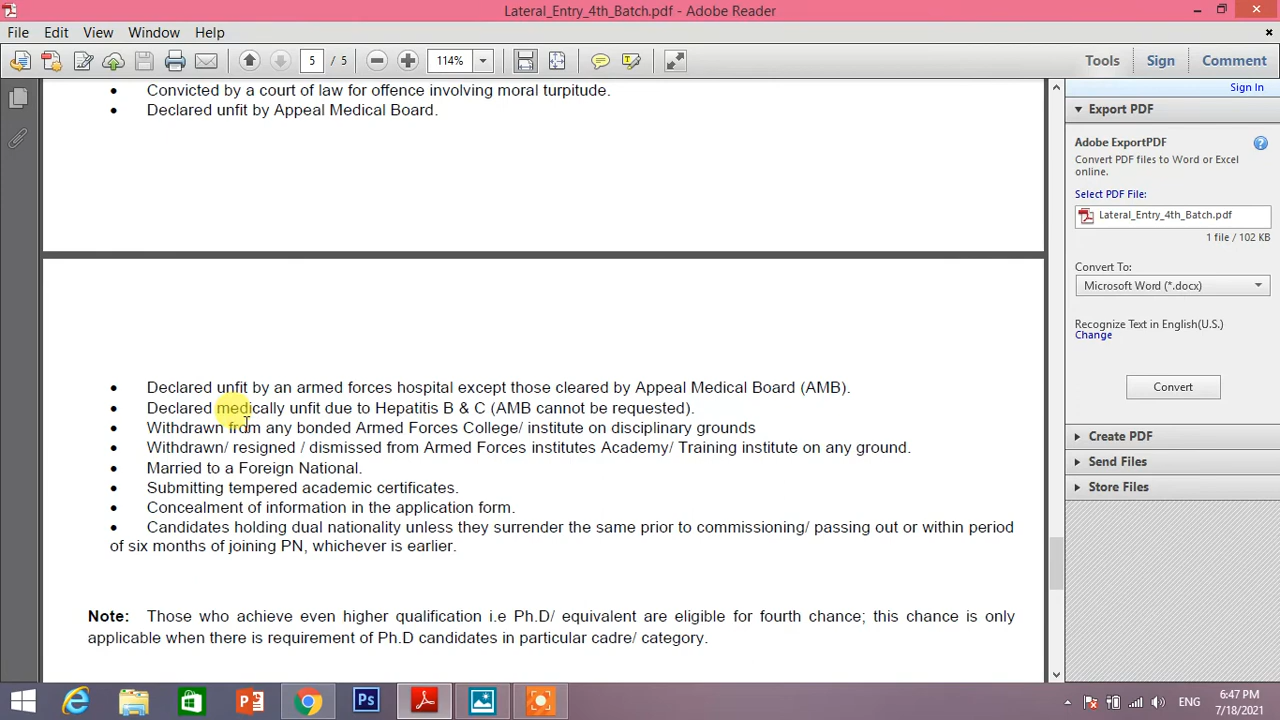 Lateral_Entry_4th_Batch.pdf - Adobe Reader
File Edit View Window Help
5 / 5 114% Tools Sign Comment
Sign In
• Convicted by a court of law for offence involving moral turpitude.
• Declared unfit by Appeal Medical Board.
• Declared unfit by an armed forces hospital except those cleared by Appeal Medical Board (AMB).
• Declared medically unfit due to Hepatitis B & C (AMB cannot be requested).
• Withdrawn from any bonded Armed Forces College/ institute on disciplinary grounds
• Withdrawn/ resigned / dismissed from Armed Forces institutes Academy/ Training institute on any ground.
• Married to a Foreign National.
• Submitting tempered academic certificates.
• Concealment of information in the application form.
• Candidates holding dual nationality unless they surrender the same prior to commissioning/ passing out or within period
of six months of joining PN, whichever is earlier.
Note: Those who achieve even higher qualification i.e Ph.D/ equivalent are eligible for fourth chance; this chance is only
applicable when there is requirement of Ph.D candidates in particular cadre/ category.
Export PDF
Adobe ExportPDF
Convert PDF files to Word or Excel
online.
Select PDF File:
Lateral_Entry_4th_Batch.pdf
1 file / 102 KB
Convert To:
Microsoft Word (*.docx)
Recognize Text in English(U.S.)
Change
Convert
Create PDF
Send Files
Store Files
Ps
ENG
6:47 PM
7/18/2021